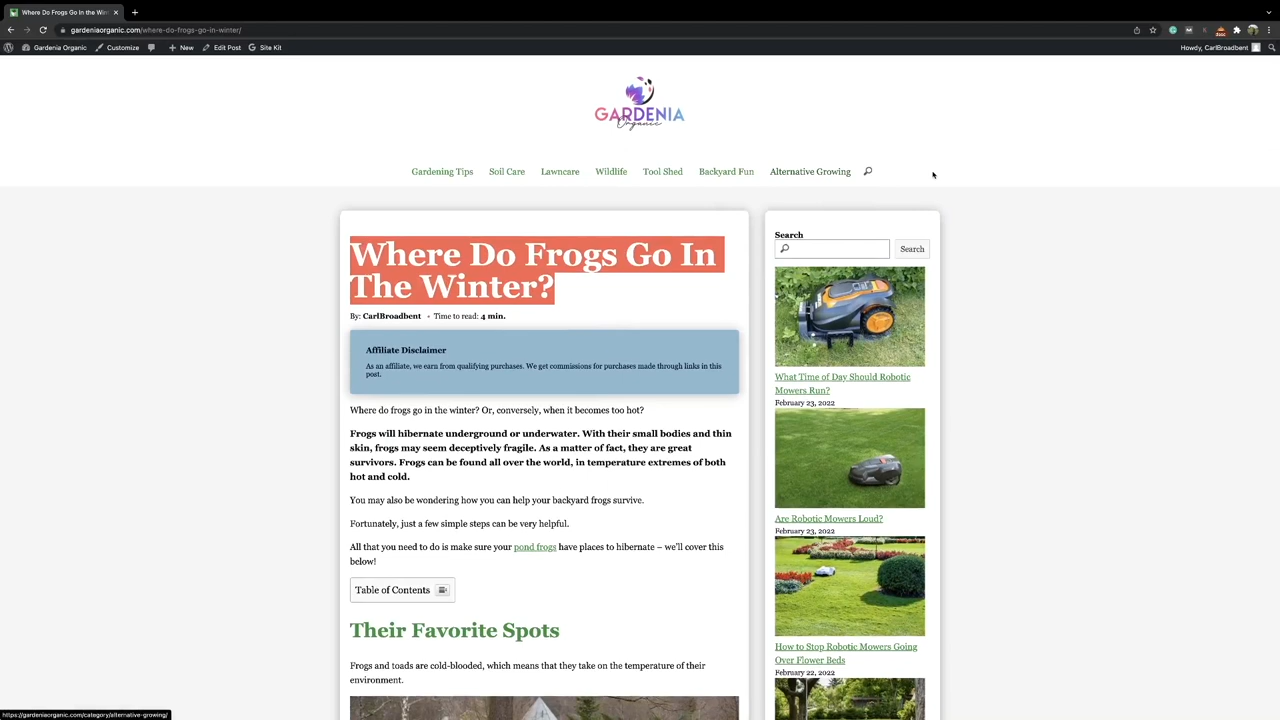 Where Do Frogs Go In the Win
gardeniaorganic.com/where-do-frogs-go-in-winter/
Gardenia Organic Customize New Edit Post Site Kit Howdy, CarlBroadbent
GARDENIA
Organic
Gardening Tips Soil Care Lawncare Wildlife Tool Shed Backyard Fun Alternative Growing
Where Do Frogs Go In
The Winter?
By: CarlBroadbent • Time to read: 4 min.
Affiliate Disclaimer
As an affiliate, we earn from qualifying purchases. We get commissions for purchases made through links in this
post.
Where do frogs go in the winter? Or, conversely, when it becomes too hot?
Frogs will hibernate underground or underwater. With their small bodies and thin
skin, frogs may seem deceptively fragile. As a matter of fact, they are great
survivors. Frogs can be found all over the world, in temperature extremes of both
hot and cold.
You may also be wondering how you can help your backyard frogs survive.
Fortunately, just a few simple steps can be very helpful.
All that you need to do is make sure your pond frogs have places to hibernate – we'll cover this
below!
Table of Contents
Their Favorite Spots
Frogs and toads are cold-blooded, which means that they take on the temperature of their
environment.
Search
Search
What Time of Day Should Robotic
Mowers Run?
February 23, 2022
Are Robotic Mowers Loud?
February 23, 2022
How to Stop Robotic Mowers Going
Over Flower Beds
February 22, 2022
https://gardeniaorganic.com/category/alternative-growing/